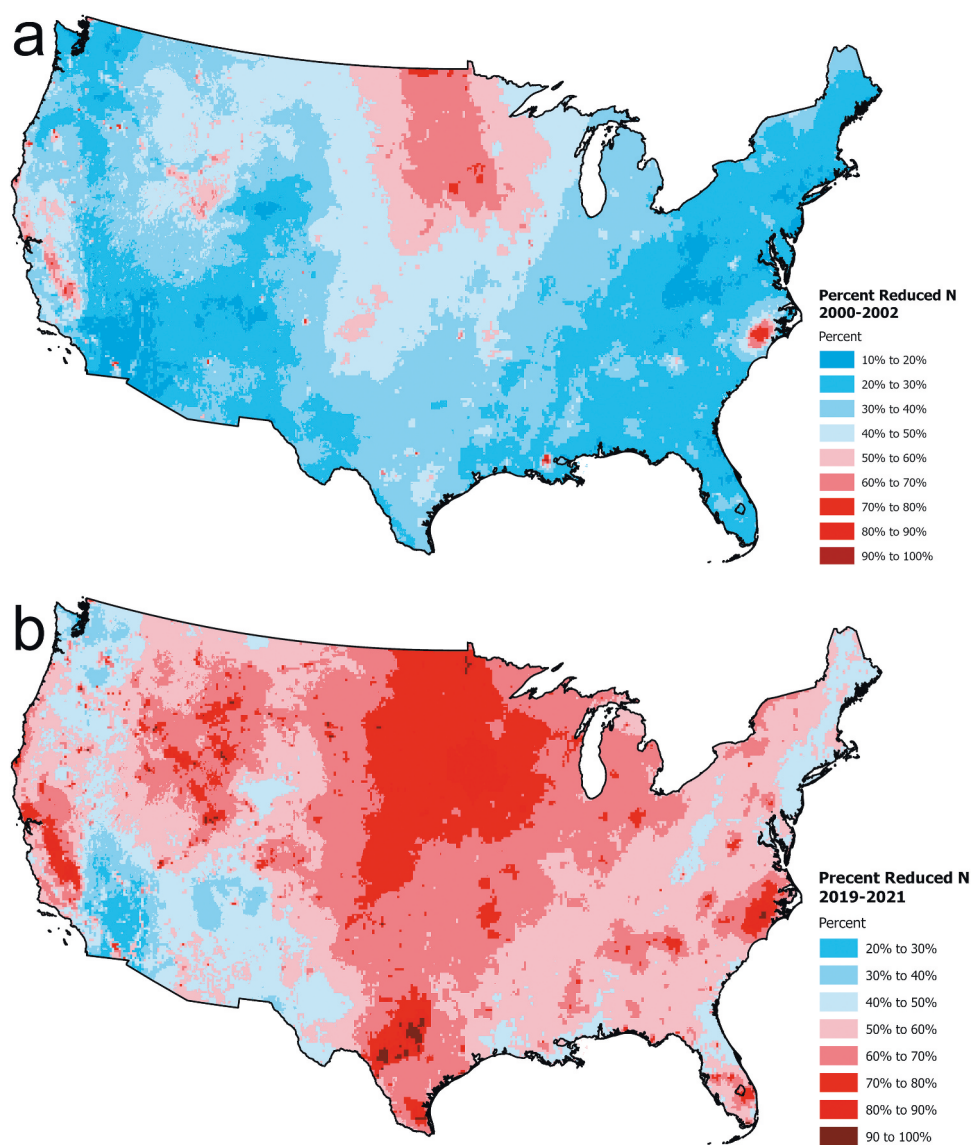 a
Percent Reduced N
2000-2002
Percent
10% to 20%
20% to 30%
30% to 40%
40% to 50%
50% to 60%
60% to 70%
70% to 80%
80% to 90%
90% to 100%
b
Precent Reduced N
2019-2021
Percent
20% to 30%
30% to 40%
40% to 50%
50% to 60%
60% to 70%
70% to 80%
80% to 90%
90 to 100%